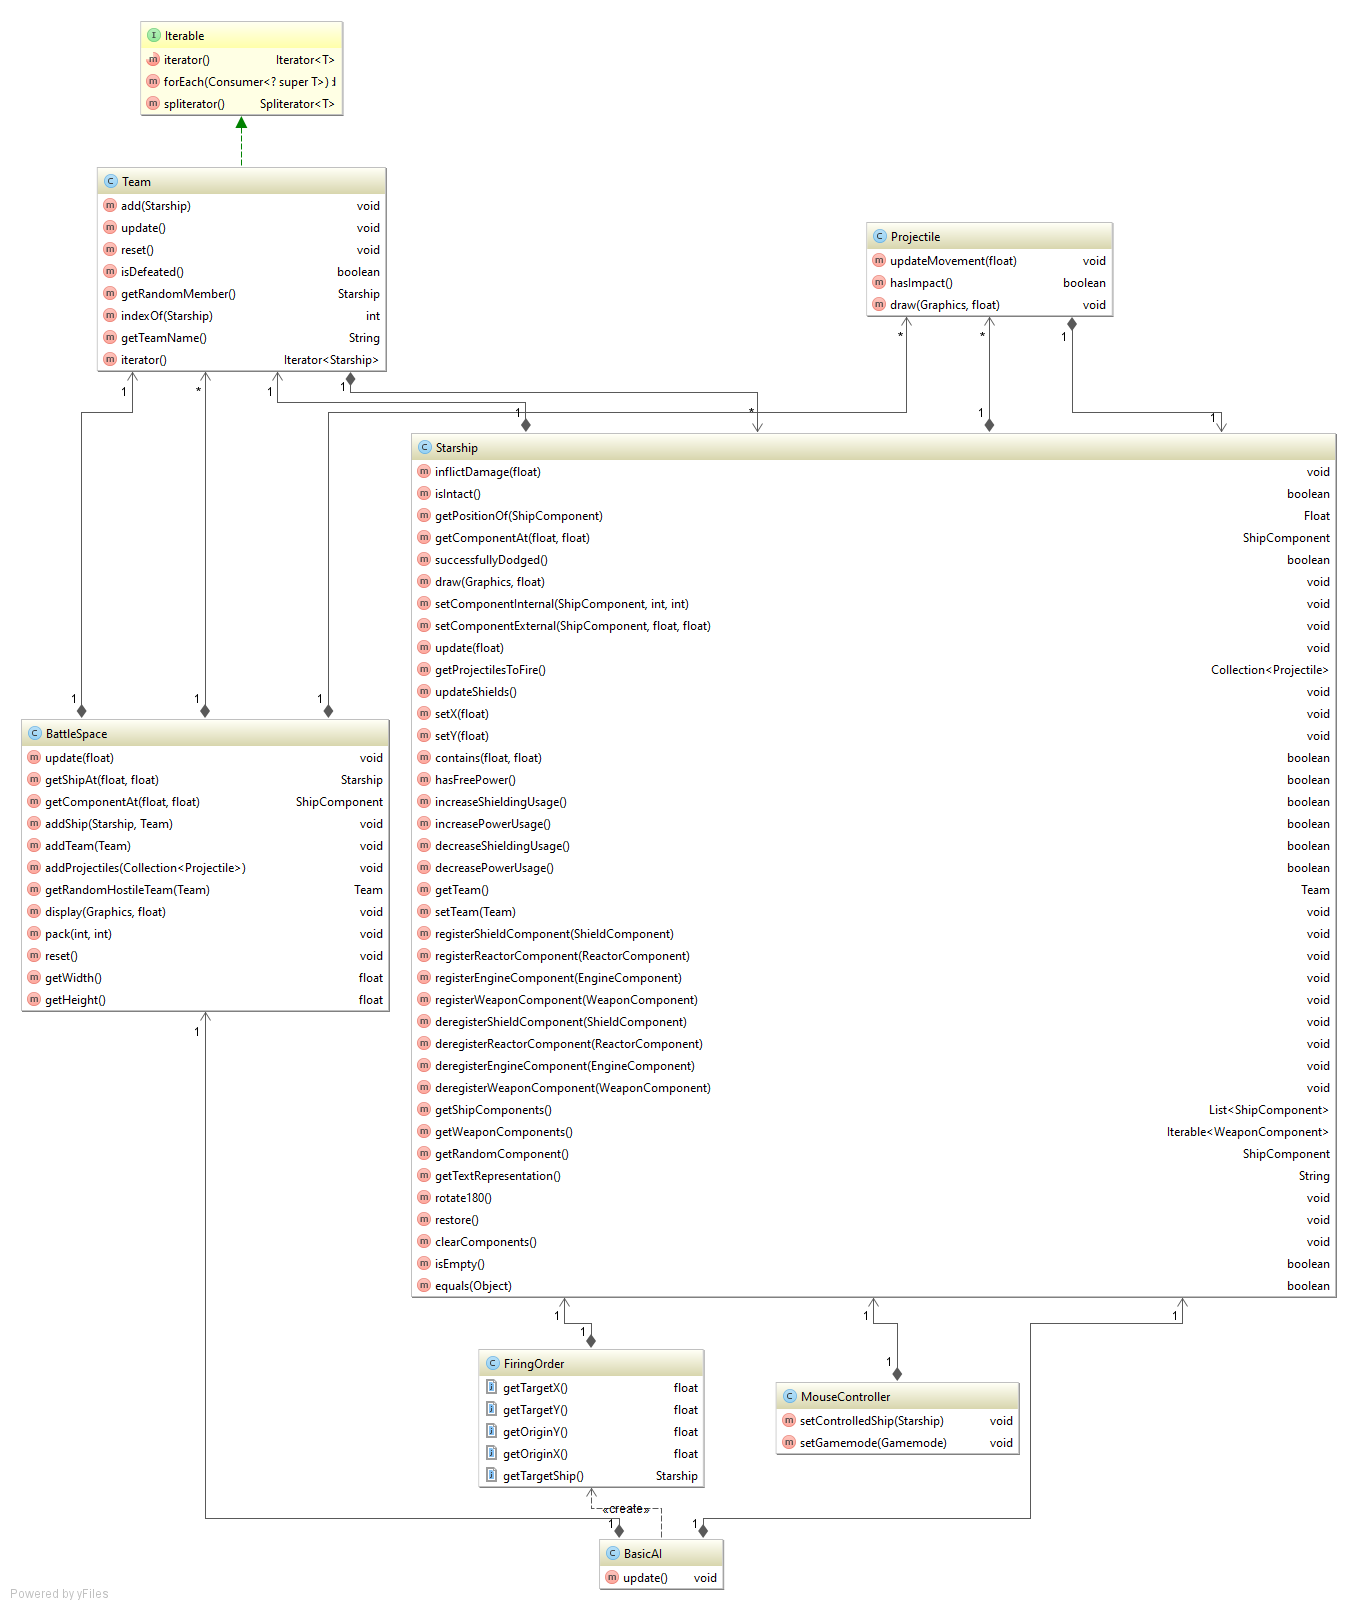 I Iterable
m iterator() Iterator<T>
m forEach(Consumer<? super T>)
m spliterator() Spliterator<T>
C Team
m add(Starship) void
m update() void
m reset() void
m isDefeated() boolean
m getRandomMember() Starship
m indexOf(Starship) int
m getTeamName() String
m iterator() Iterator<Starship>
C Projectile
m updateMovement(float) void
m hasImpact() boolean
m draw(Graphics, float) void
1 * 1 1 * * 1
1 * 1 1
C Starship
m inflictDamage(float) void
m isIntact() boolean
m getPositionOf(ShipComponent) Float
m getComponentAt(float, float) ShipComponent
m successfullyDodged() boolean
m draw(Graphics, float) void
m setComponentInternal(ShipComponent, int, int) void
m setComponentExternal(ShipComponent, float, float) void
m update(float) void
m getProjectilesToFire() Collection<Projectile>
m updateShields() void
m setX(float) void
m setY(float) void
m contains(float, float) boolean
m hasFreePower() boolean
m increaseShieldingUsage() boolean
m increasePowerUsage() boolean
m decreaseShieldingUsage() boolean
m decreasePowerUsage() boolean
m getTeam() Team
m setTeam(Team) void
m registerShieldComponent(ShieldComponent) void
m registerReactorComponent(ReactorComponent) void
m registerEngineComponent(EngineComponent) void
m registerWeaponComponent(WeaponComponent) void
m deregisterShieldComponent(ShieldComponent) void
m deregisterReactorComponent(ReactorComponent) void
m deregisterEngineComponent(EngineComponent) void
m deregisterWeaponComponent(WeaponComponent) void
m getShipComponents() List<ShipComponent>
m getWeaponComponents() Iterable<WeaponComponent>
m getRandomComponent() ShipComponent
m getTextRepresentation() String
m rotate180() void
m restore() void
m clearComponents() void
m isEmpty() boolean
m equals(Object) boolean
1 1 1
C BattleSpace
m update(float) void
m getShipAt(float, float) Starship
m getComponentAt(float, float) ShipComponent
m addShip(Starship, Team) void
m addTeam(Team) void
m addProjectiles(Collection<Projectile>) void
m getRandomHostileTeam(Team) Team
m display(Graphics, float) void
m pack(int, int) void
m reset() void
m getWidth() float
m getHeight() float
1
1 1 1
1 1
C FiringOrder
getTargetX() float
getTargetY() float
getOriginY() float
getOriginX() float
getTargetShip() Starship
C MouseController
m setControlledShip(Starship) void
m setGamemode(Gamemode) void
«create»
1 1
C BasicAI
m update() void
Powered by yFiles